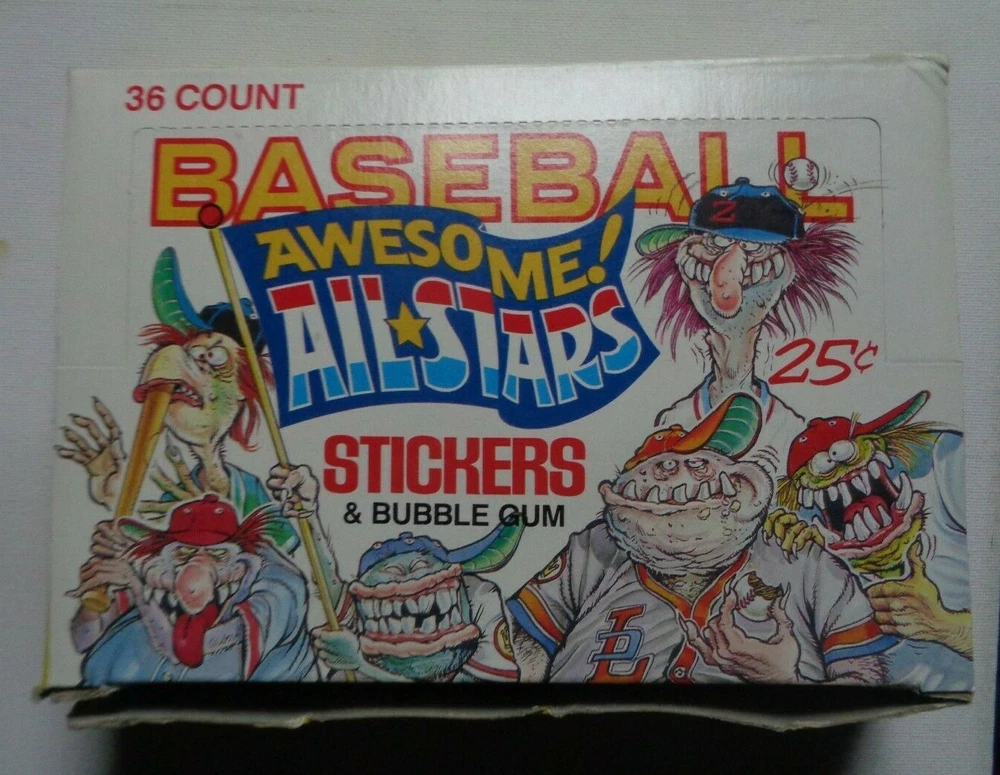 36 COUNT
BASEBALL
AWESOME!
ALL★STARS
Z
25¢
STICKERS
& BUBBLE GUM